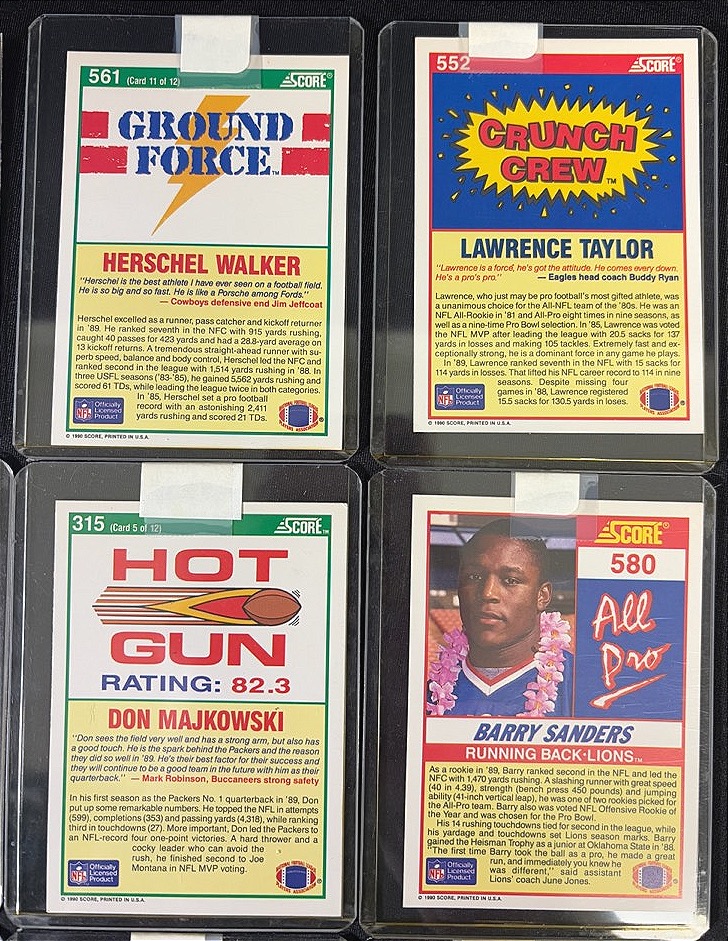 561 (Card 11 of 12) SCORE®
GROUND
FORCE™
HERSCHEL WALKER
"Herschel is the best athlete I have ever seen on a football field.
He is so big and so fast. He is like a Porsche among Fords."
— Cowboys defensive end Jim Jeffcoat
Herschel excelled as a runner, pass catcher and kickoff returner
in '89. He ranked seventh in the NFC with 915 yards rushing,
caught 40 passes for 423 yards and had a 28.8-yard average on
13 kickoff returns. A tremendous straight-ahead runner with su-
perb speed, balance and body control, Herschel led the NFC and
ranked second in the league with 1,514 yards rushing in '88. In
three USFL seasons ('83-'85), he gained 5,562 yards rushing and
scored 61 TDs, while leading the league twice in both categories.
In '85, Herschel set a pro football
record with an astonishing 2,411
yards rushing and scored 21 TDs.
NFL Officially
Licensed
Product
© 1990 SCORE, PRINTED IN U.S.A.
552 SCORE®
CRUNCH
CREW™
LAWRENCE TAYLOR
"Lawrence is a force, he's got the attitude. He comes every down.
He's a pro's pro." — Eagles head coach Buddy Ryan
Lawrence, who just may be pro football's most gifted athlete, was
a unanimous choice for the All-NFL team of the '80s. He was an
NFL All-Rookie in '81 and All-Pro eight times in nine seasons, as
well as a nine-time Pro Bowl selection. In '85, Lawrence was voted
the NFL MVP after leading the league with 20.5 sacks for 137
yards in losses and making 105 tackles. Extremely fast and ex-
ceptionally strong, he is a dominant force in any game he plays.
In '89, Lawrence ranked seventh in the NFL with 15 sacks for
114 yards in losses. That lifted his NFL career record to 114 in nine
seasons. Despite missing four
games in '88, Lawrence registered
15.5 sacks for 130.5 yards in losses.
NFL Officially
Licensed
Product
© 1990 SCORE, PRINTED IN U.S.A.
315 (Card 5 of 12) SCORE™
HOT
GUN
RATING: 82.3
DON MAJKOWSKI
"Don sees the field very well and has a strong arm, but also has
a good touch. He is the spark behind the Packers and the reason
they did so well in '89. He's their best factor for their success and
they will continue to be a good team in the future with him as their
quarterback." — Mark Robinson, Buccaneers strong safety
In his first season as the Packers No. 1 quarterback in '89, Don
put up some remarkable numbers. He topped the NFL in attempts
(599), completions (353) and passing yards (4,318), while ranking
third in touchdowns (27). More important, Don led the Packers to
an NFL-record four one-point victories. A hard thrower and a
cocky leader who can avoid the
rush, he finished second to Joe
Montana in NFL MVP voting.
NFL Officially
Licensed
Product
© 1990 SCORE, PRINTED IN U.S.A.
SCORE®
580
All
Pro
BARRY SANDERS
RUNNING BACK•LIONS™
As a rookie in '89, Barry ranked second in the NFL and led the
NFC with 1,470 yards rushing. A slashing runner with great speed
(40 in 4.39), strength (bench press 450 pounds) and jumping
ability (41-inch vertical leap), he was one of two rookies picked for
the All-Pro team. Barry also was voted NFL Offensive Rookie of
the Year and was chosen for the Pro Bowl.
His 14 rushing touchdowns tied for second in the league, while
his yardage and touchdowns set Lions season marks. Barry
gained the Heisman Trophy as a junior at Oklahoma State in '88.
"The first time Barry took the ball as a pro, he made a great
run, and immediately you knew he
was different," said assistant
Lions' coach June Jones.
NFL Officially
Licensed
Product
© 1990 SCORE, PRINTED IN U.S.A.